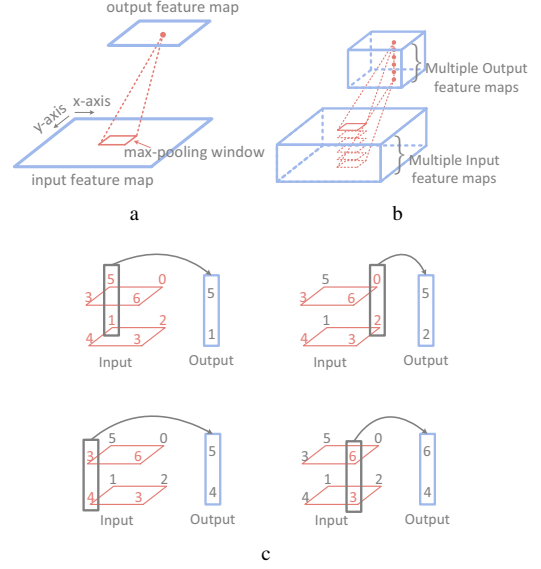 output feature map
x-axis
y-axis
max-pooling window
input feature map
a
Multiple Output
feature maps
Multiple Input
feature maps
b
5 0
3 6
1 2
4 3
5
1
Input Output
5 0
3 6
1 2
4 3
5
2
Input Output
5 0
3 6
1 2
4 3
5
4
Input Output
5 0
3 6
1 2
4 3
6
4
Input Output
c